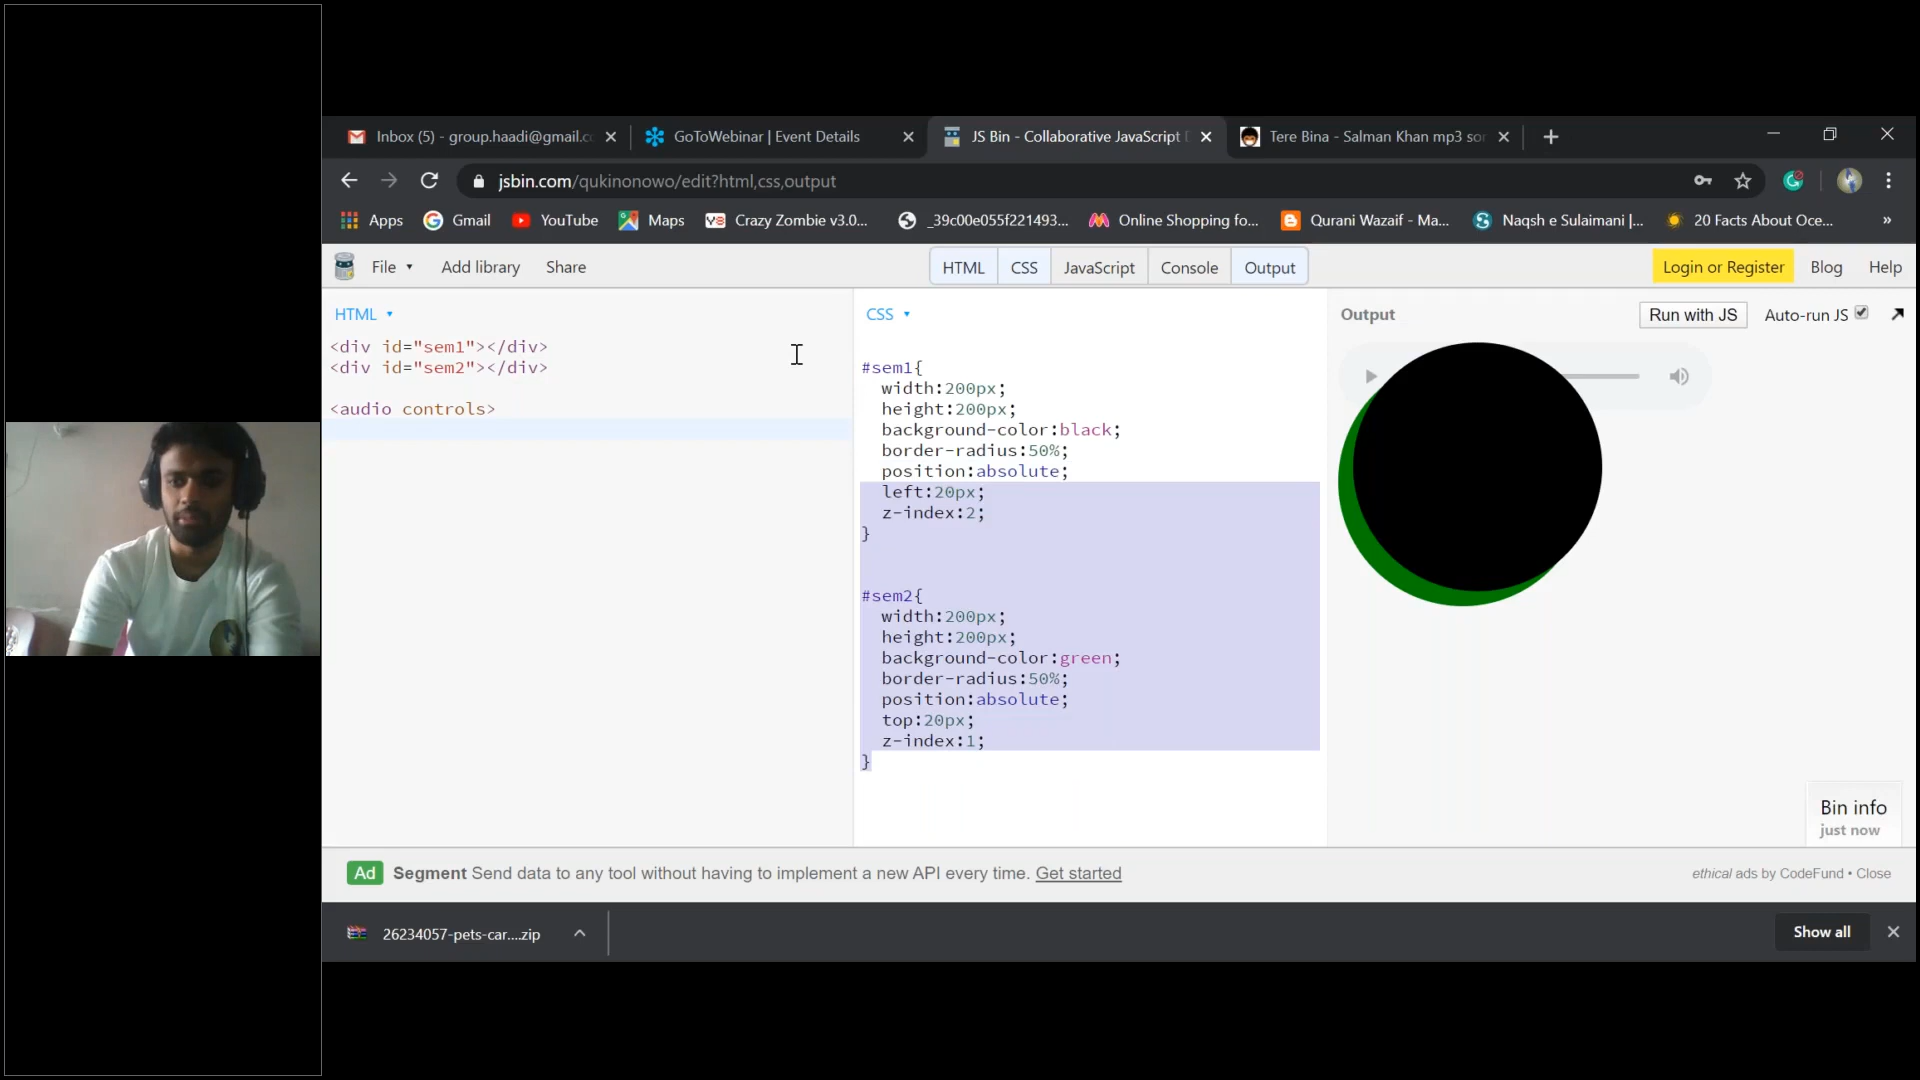 Inbox (5) - group.haadi@gmail.c
GoToWebinar | Event Details
JS Bin - Collaborative JavaScript
Tere Bina - Salman Khan mp3 sor
jsbin.com/qukinonowo/edit?html,css,output
Apps
Gmail
YouTube
Maps
Crazy Zombie v3.0...
_39c00e055f221493...
Online Shopping fo...
Qurani Wazaif - Ma...
Naqsh e Sulaimani |...
20 Facts About Oce...
»
File
Add library
Share
HTML
CSS
JavaScript
Console
Output
Login or Register
Blog
Help
HTML
<div id="sem1"></div>
<div id="sem2"></div>
<audio controls>
CSS
#sem1{
width:200px;
height:200px;
background-color:black;
border-radius:50%;
position:absolute;
left:20px;
z-index:2;
}
#sem2{
width:200px;
height:200px;
background-color:green;
border-radius:50%;
position:absolute;
top:20px;
z-index:1;
}
Output
Run with JS
Auto-run JS
Bin info
just now
Ad
Segment Send data to any tool without having to implement a new API every time. Get started
ethical ads by CodeFund • Close
26234057-pets-car....zip
Show all